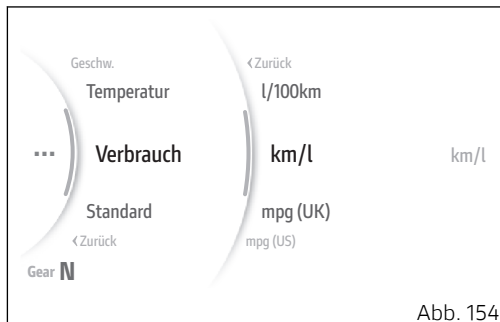 Geschw.
Temperatur
... Verbrauch
Standard
‹Zurück
Gear N
‹Zurück
l/100km
km/l
mpg (UK)
mpg (US)
km/l
Abb. 154